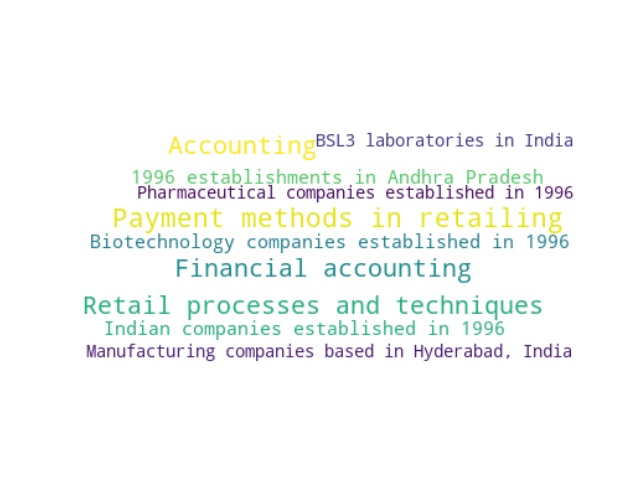 Accounting
BSL3 laboratories in India
1996 establishments in Andhra Pradesh
Pharmaceutical companies established in 1996
Payment methods in retailing
Biotechnology companies established in 1996
Financial accounting
Retail processes and techniques
Indian companies established in 1996
Manufacturing companies based in Hyderabad, India